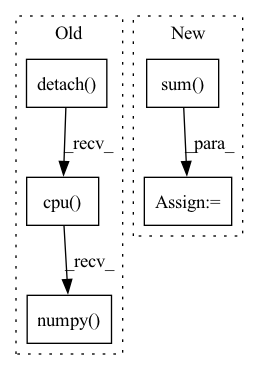 Old
New
detach()
sum()
_recv_
_para_
cpu()
Assign:=
_recv_
numpy()